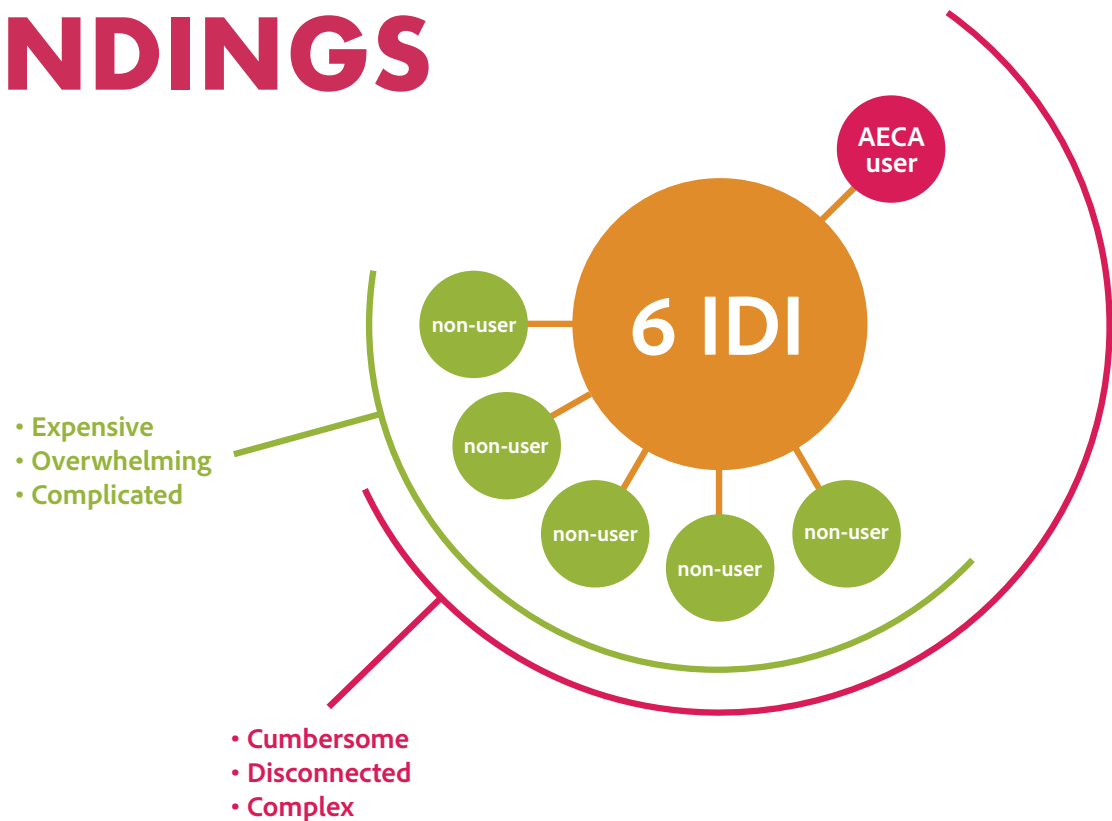 NDINGS
AECA
user
6 IDI
non-user
non-user
non-user
non-user
non-user
• Expensive
• Overwhelming
• Complicated
• Cumbersome
• Disconnected
• Complex